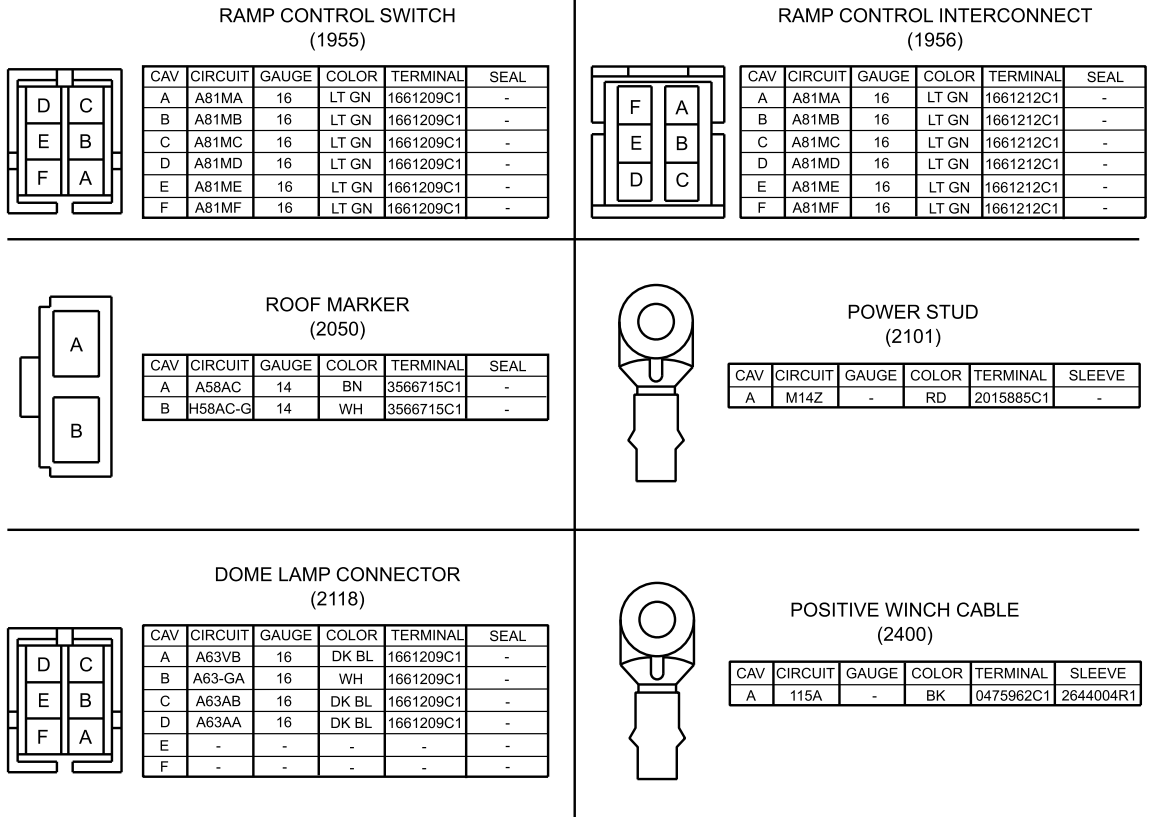 RAMP CONTROL SWITCH
(1955)
CAV CIRCUIT GAUGE COLOR TERMINAL SEAL
A A81MA 16 LT GN 1661209C1 -
B A81MB 16 LT GN 1661209C1 -
C A81MC 16 LT GN 1661209C1 -
D A81MD 16 LT GN 1661209C1 -
E A81ME 16 LT GN 1661209C1 -
F A81MF 16 LT GN 1661209C1 -
D C
E B
F A
RAMP CONTROL INTERCONNECT
(1956)
CAV CIRCUIT GAUGE COLOR TERMINAL SEAL
A A81MA 16 LT GN 1661212C1 -
B A81MB 16 LT GN 1661212C1 -
C A81MC 16 LT GN 1661212C1 -
D A81MD 16 LT GN 1661212C1 -
E A81ME 16 LT GN 1661212C1 -
F A81MF 16 LT GN 1661212C1 -
F A
E B
D C
ROOF MARKER
(2050)
CAV CIRCUIT GAUGE COLOR TERMINAL SEAL
A A58AC 14 BN 3566715C1 -
B H58AC-G 14 WH 3566715C1 -
A
B
POWER STUD
(2101)
CAV CIRCUIT GAUGE COLOR TERMINAL SLEEVE
A M14Z - RD 2015885C1 -
DOME LAMP CONNECTOR
(2118)
CAV CIRCUIT GAUGE COLOR TERMINAL SEAL
A A63VB 16 DK BL 1661209C1 -
B A63-GA 16 WH 1661209C1 -
C A63AB 16 DK BL 1661209C1 -
D A63AA 16 DK BL 1661209C1 -
E - - - - -
F - - - - -
D C
E B
F A
POSITIVE WINCH CABLE
(2400)
CAV CIRCUIT GAUGE COLOR TERMINAL SLEEVE
A 115A - BK 0475962C1 2644004R1